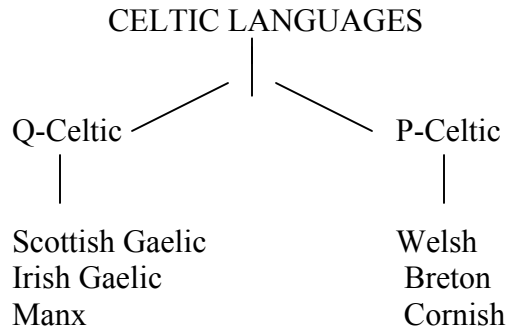 CELTIC LANGUAGES
Q-Celtic P-Celtic
Scottish Gaelic Welsh
Irish Gaelic Breton
Manx Cornish